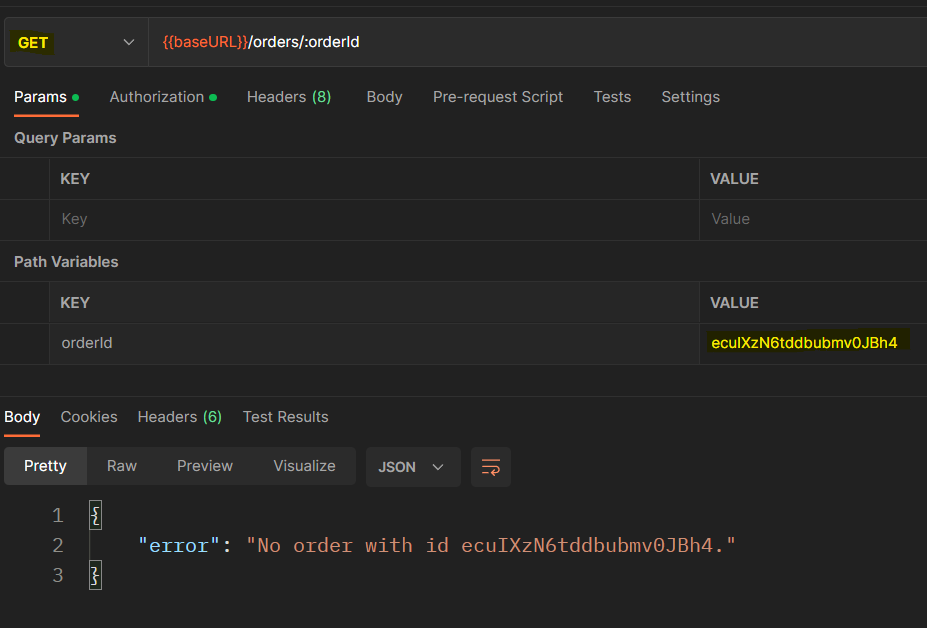 GET {{baseURL}}/orders/:orderId
Params Authorization Headers (8) Body Pre-request Script Tests Settings
Query Params
KEY VALUE
Key Value
Path Variables
KEY VALUE
orderId ecuIXzN6tddbubmv0JBh4
Body Cookies Headers (6) Test Results
Pretty Raw Preview Visualize JSON
1 {
2 "error": "No order with id ecuIXzN6tddbubmv0JBh4."
3 }